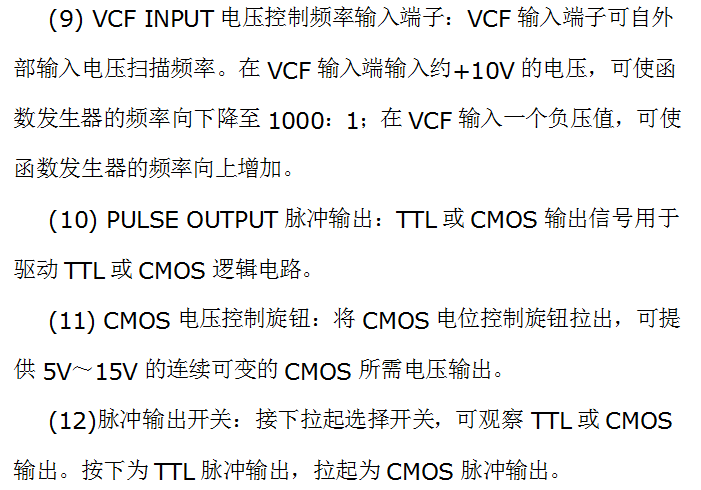 (9) VCF INPUT 电压控制频率输入端子：VCF 输入端子可自外
部输入电压扫描频率。在 VCF 输入端输入约+10V 的电压，可使函
数发生器的频率向下降至 1000：1；在 VCF 输入一个负压值，可使
函数发生器的频率向上增加。
(10) PULSE OUTPUT 脉冲输出：TTL 或 CMOS 输出信号用于
驱动 TTL 或 CMOS 逻辑电路。
(11) CMOS 电压控制旋钮：将 CMOS 电位控制旋钮拉出，可提
供 5V～15V 的连续可变的 CMOS 所需电压输出。
(12)脉冲输出开关：接下拉起选择开关，可观察 TTL 或 CMOS
输出。按下为 TTL 脉冲输出，拉起为 CMOS 脉冲输出。